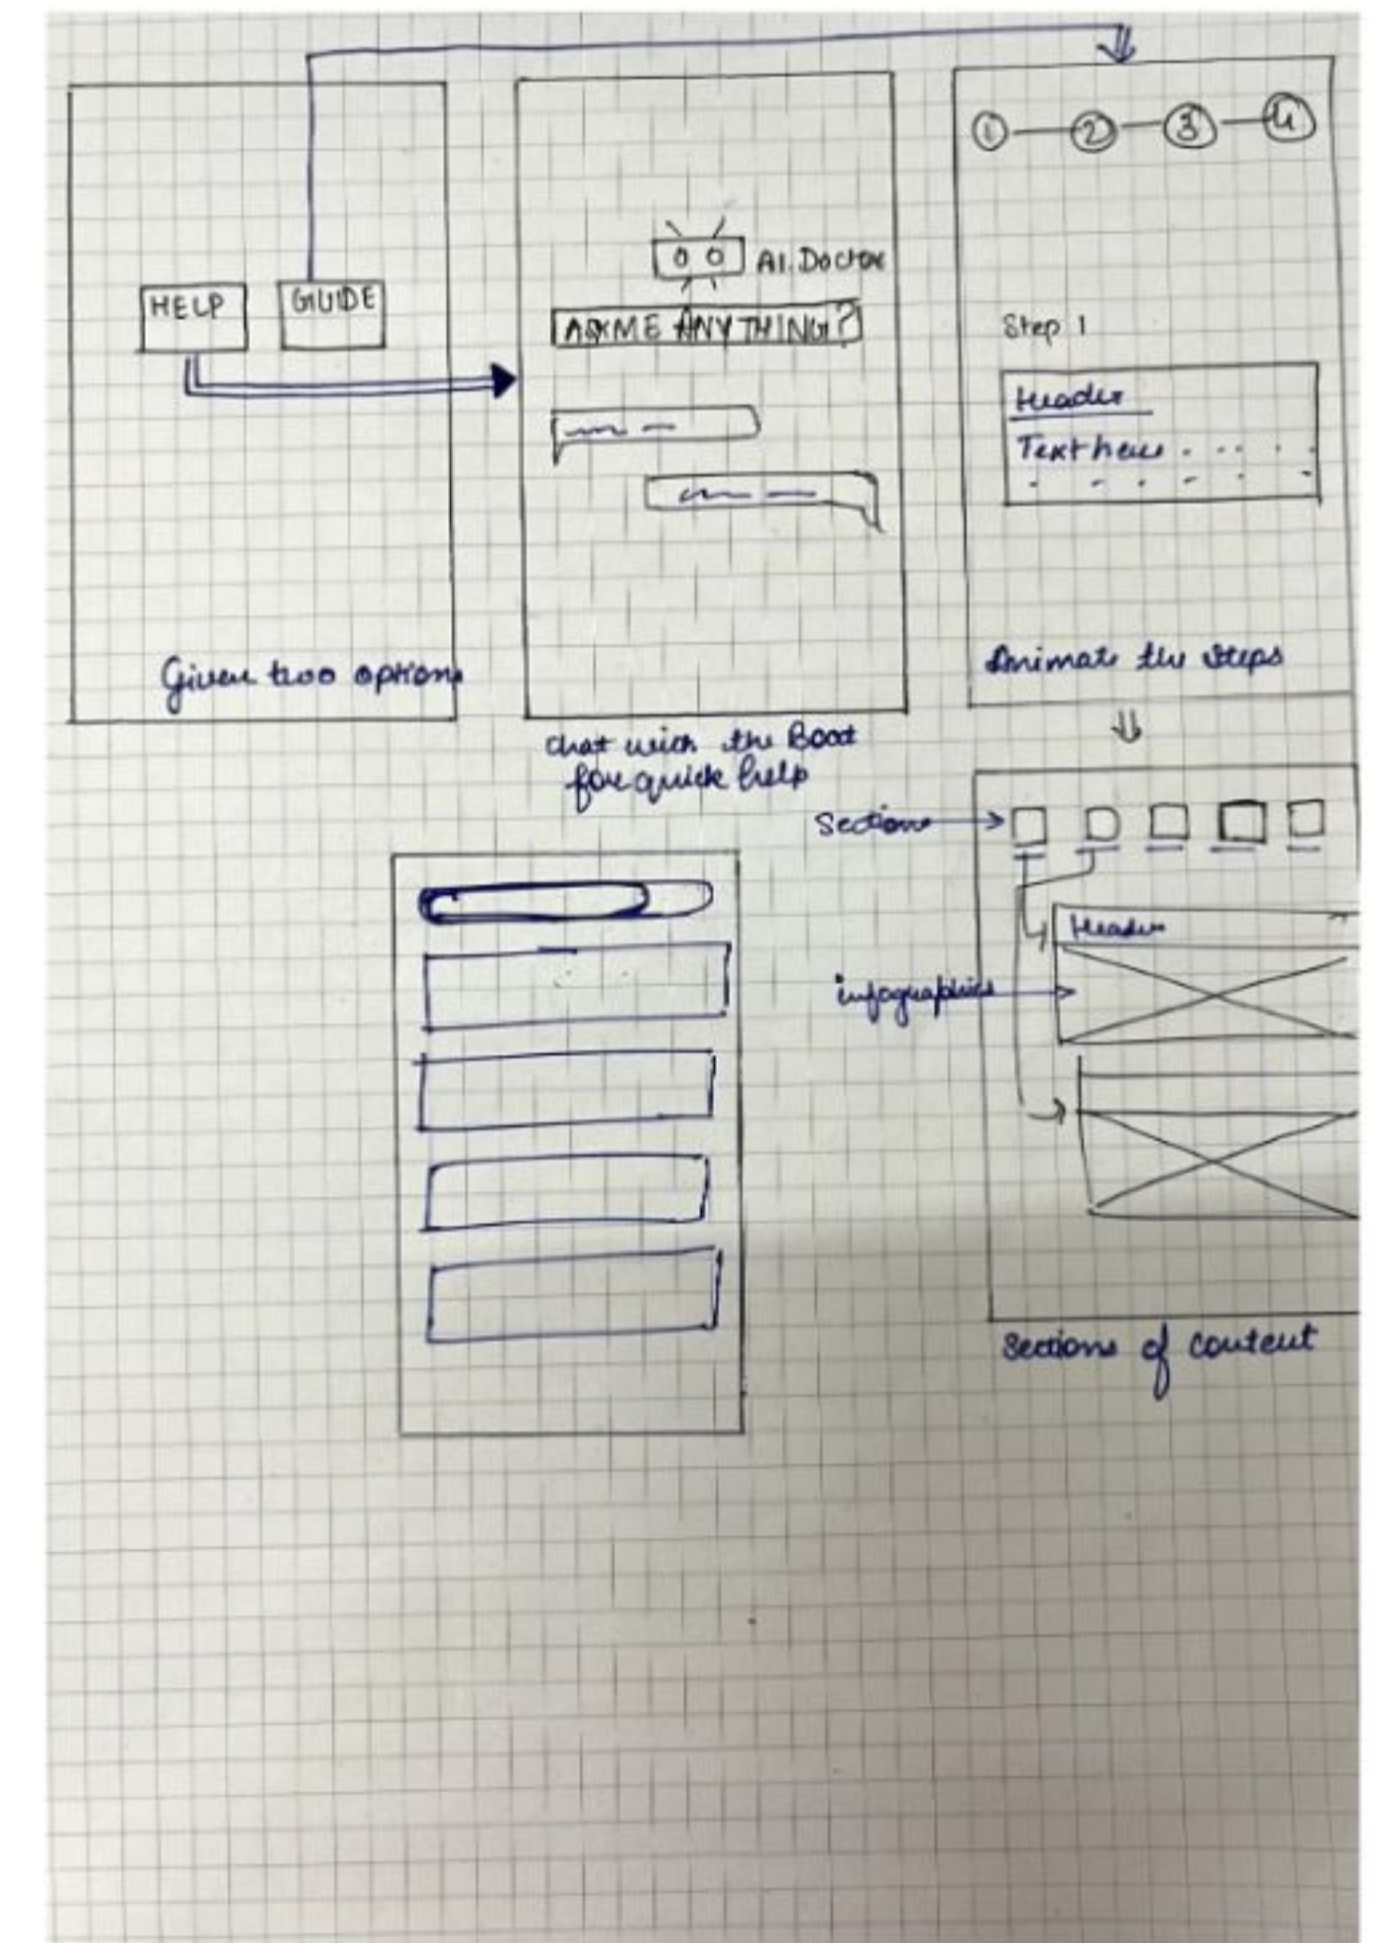 HELP
GUIDE
Given two options
AI. Doctor
ASK ME ANYTHING?
chat with the Boot
for quick help
1 2 3 4
Step 1
Header
Text here
Animate the steps
Sections
Header
infographics
Sections of content